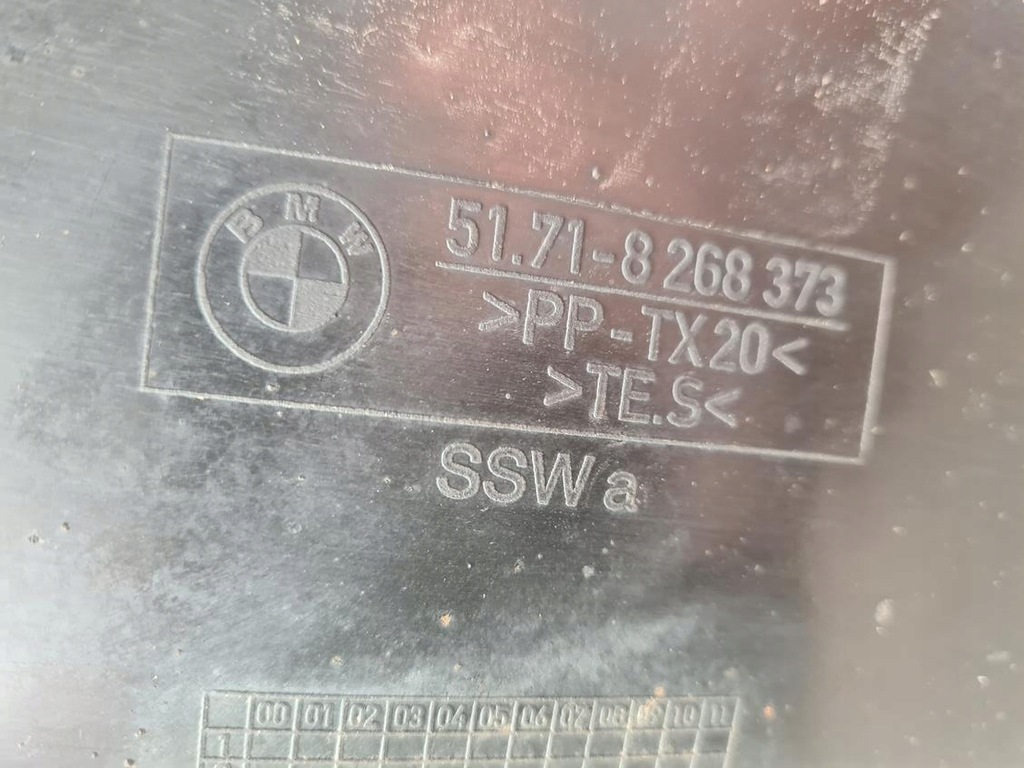 BMW
51.71-8 268 373
>PP-TX20<
>TE.S<
SSW a
00 01 02 03 04 05 06 07 08 09 10 11
1